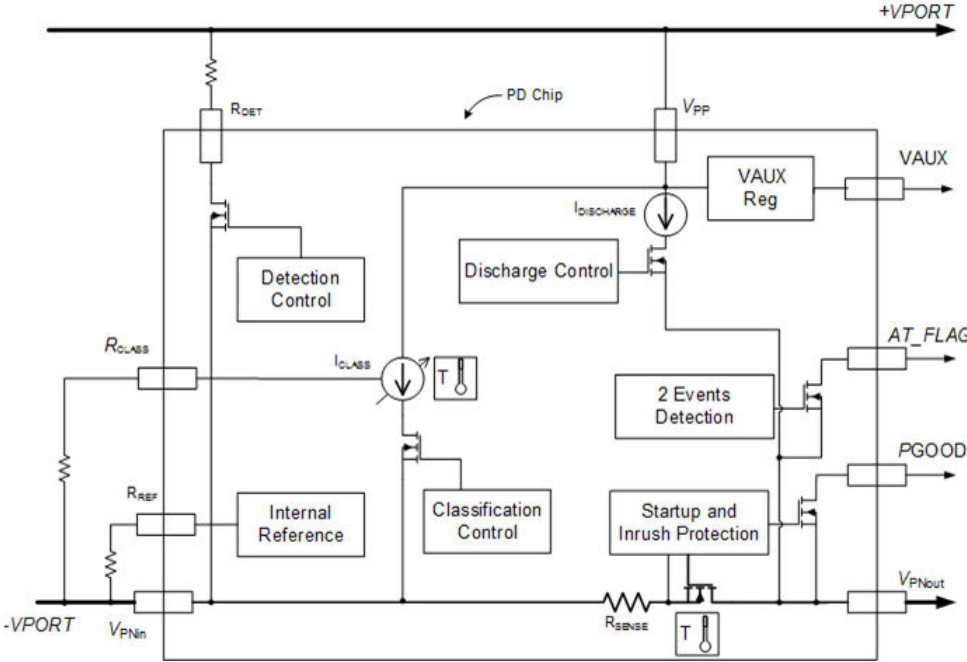 +VPORT
PD Chip
RDET
VPP
VAUX
VAUX
Reg
IDISCHARGE
Discharge Control
Detection
Control
RCLASS
ICLASS
T
AT_FLAG
2 Events
Detection
PGOOD
RREF
Internal
Reference
Classification
Control
Startup and
Inrush Protection
VPNout
-VPORT
VPNin
RSENSE
T